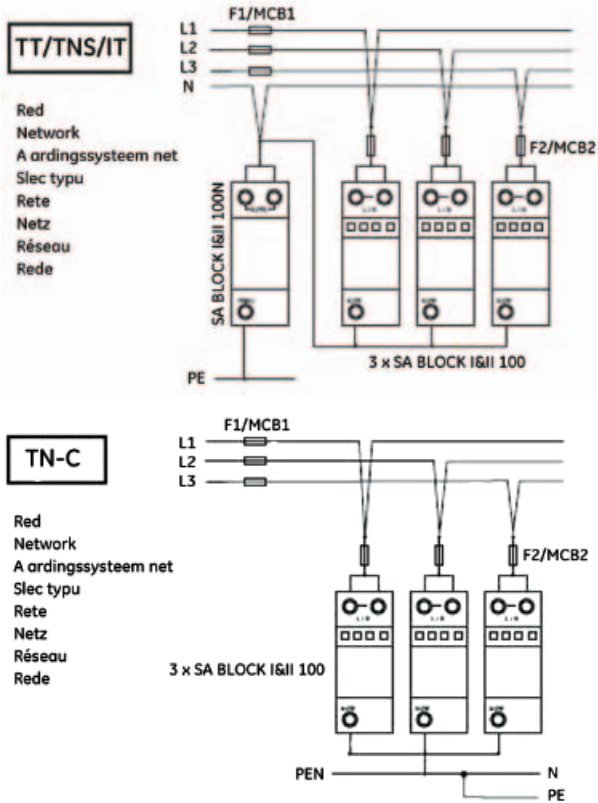 F1/MCB1
TT/TNS/IT
L1
L2
L3
N
Red
Network
A ardingssysteem net
Slec typu
Rete
Netz
Réseau
Rede
F2/MCB2
SA BLOCK I&II 100N
3 x SA BLOCK I&II 100
PE
F1/MCB1
TN-C
L1
L2
L3
Red
Network
A ardingssysteem net
Slec typu
Rete
Netz
Réseau
Rede
F2/MCB2
3 x SA BLOCK I&II 100
PEN
N
PE